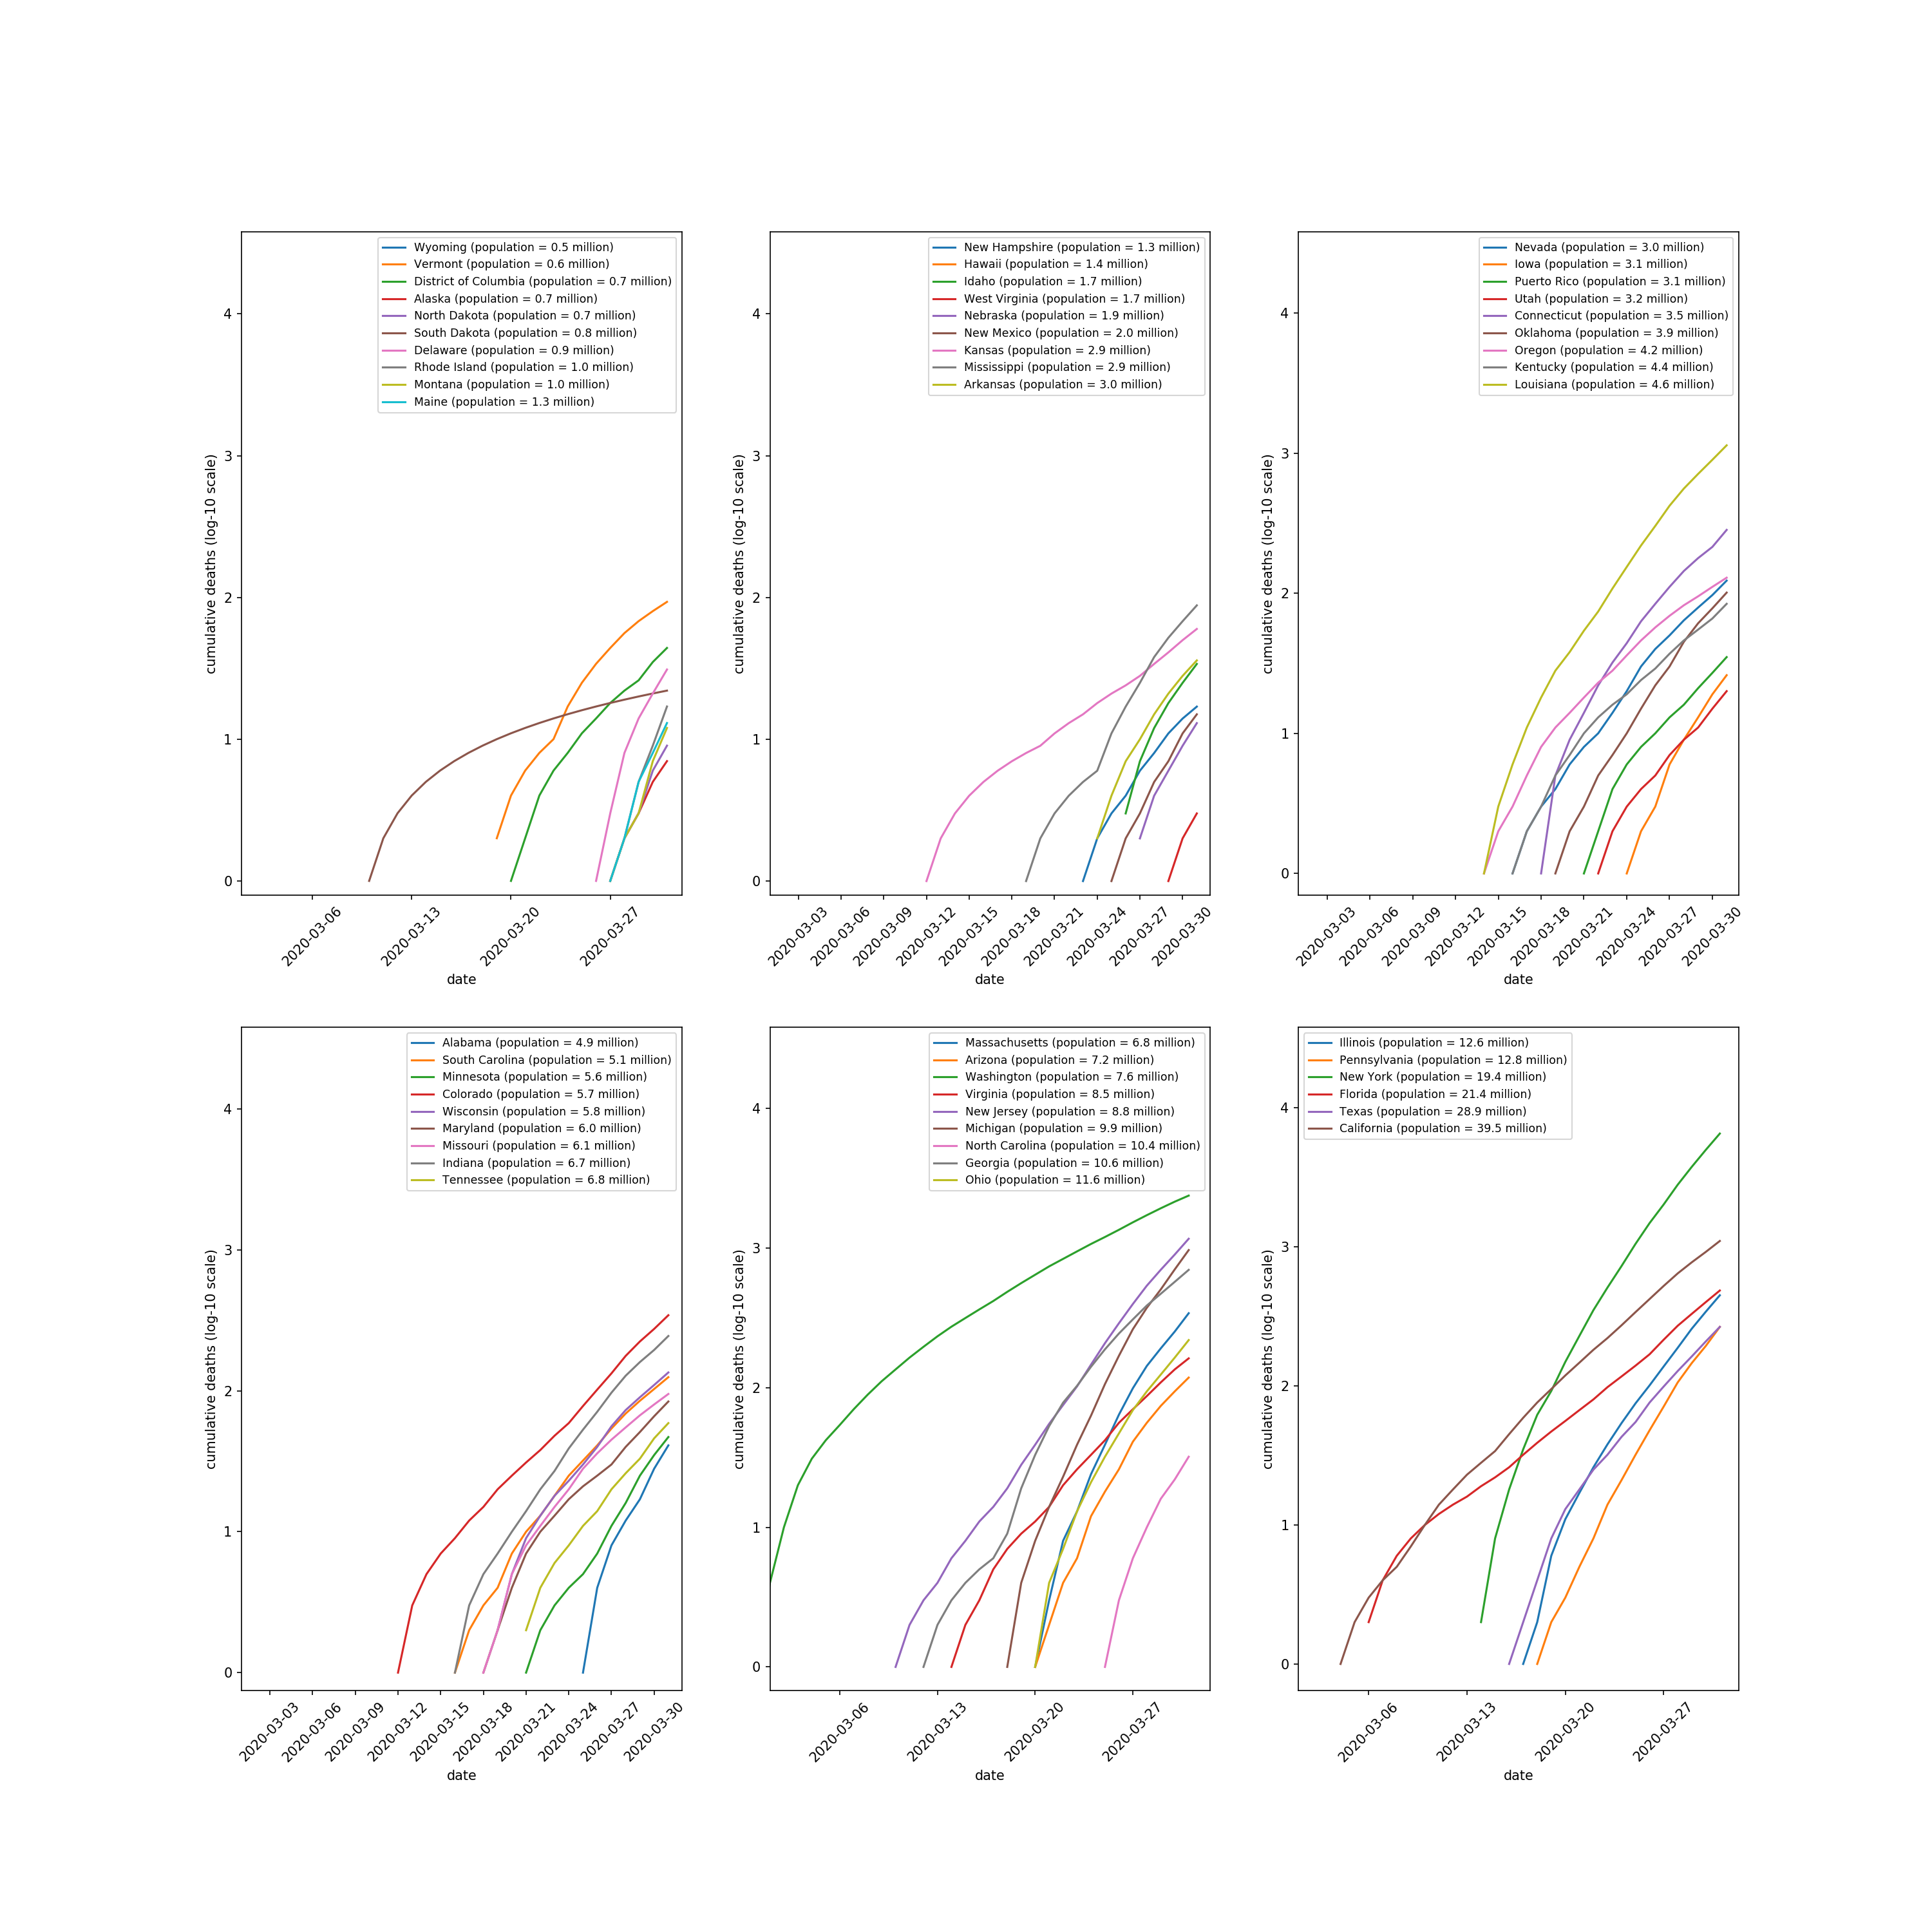 Wyoming (population = 0.5 million)
Vermont (population = 0.6 million)
District of Columbia (population = 0.7 million)
Alaska (population = 0.7 million)
North Dakota (population = 0.7 million)
South Dakota (population = 0.8 million)
Delaware (population = 0.9 million)
Rhode Island (population = 1.0 million)
Montana (population = 1.0 million)
Maine (population = 1.3 million)
4
3
2
1
0
cumulative deaths (log-10 scale)
2020-03-06
2020-03-13
2020-03-20
2020-03-27
date
New Hampshire (population = 1.3 million)
Hawaii (population = 1.4 million)
Idaho (population = 1.7 million)
West Virginia (population = 1.7 million)
Nebraska (population = 1.9 million)
New Mexico (population = 2.0 million)
Kansas (population = 2.9 million)
Mississippi (population = 2.9 million)
Arkansas (population = 3.0 million)
4
3
2
1
0
cumulative deaths (log-10 scale)
2020-03-03
2020-03-06
2020-03-09
2020-03-12
2020-03-15
2020-03-18
2020-03-21
2020-03-24
2020-03-27
2020-03-30
date
Nevada (population = 3.0 million)
Iowa (population = 3.1 million)
Puerto Rico (population = 3.1 million)
Utah (population = 3.2 million)
Connecticut (population = 3.5 million)
Oklahoma (population = 3.9 million)
Oregon (population = 4.2 million)
Kentucky (population = 4.4 million)
Louisiana (population = 4.6 million)
4
3
2
1
0
cumulative deaths (log-10 scale)
2020-03-03
2020-03-06
2020-03-09
2020-03-12
2020-03-15
2020-03-18
2020-03-21
2020-03-24
2020-03-27
2020-03-30
date
Alabama (population = 4.9 million)
South Carolina (population = 5.1 million)
Minnesota (population = 5.6 million)
Colorado (population = 5.7 million)
Wisconsin (population = 5.8 million)
Maryland (population = 6.0 million)
Missouri (population = 6.1 million)
Indiana (population = 6.7 million)
Tennessee (population = 6.8 million)
4
3
2
1
0
cumulative deaths (log-10 scale)
2020-03-03
2020-03-06
2020-03-09
2020-03-12
2020-03-15
2020-03-18
2020-03-21
2020-03-24
2020-03-27
2020-03-30
date
Massachusetts (population = 6.8 million)
Arizona (population = 7.2 million)
Washington (population = 7.6 million)
Virginia (population = 8.5 million)
New Jersey (population = 8.8 million)
Michigan (population = 9.9 million)
North Carolina (population = 10.4 million)
Georgia (population = 10.6 million)
Ohio (population = 11.6 million)
4
3
2
1
0
cumulative deaths (log-10 scale)
2020-03-06
2020-03-13
2020-03-20
2020-03-27
date
Illinois (population = 12.6 million)
Pennsylvania (population = 12.8 million)
New York (population = 19.4 million)
Florida (population = 21.4 million)
Texas (population = 28.9 million)
California (population = 39.5 million)
4
3
2
1
0
cumulative deaths (log-10 scale)
2020-03-06
2020-03-13
2020-03-20
2020-03-27
date